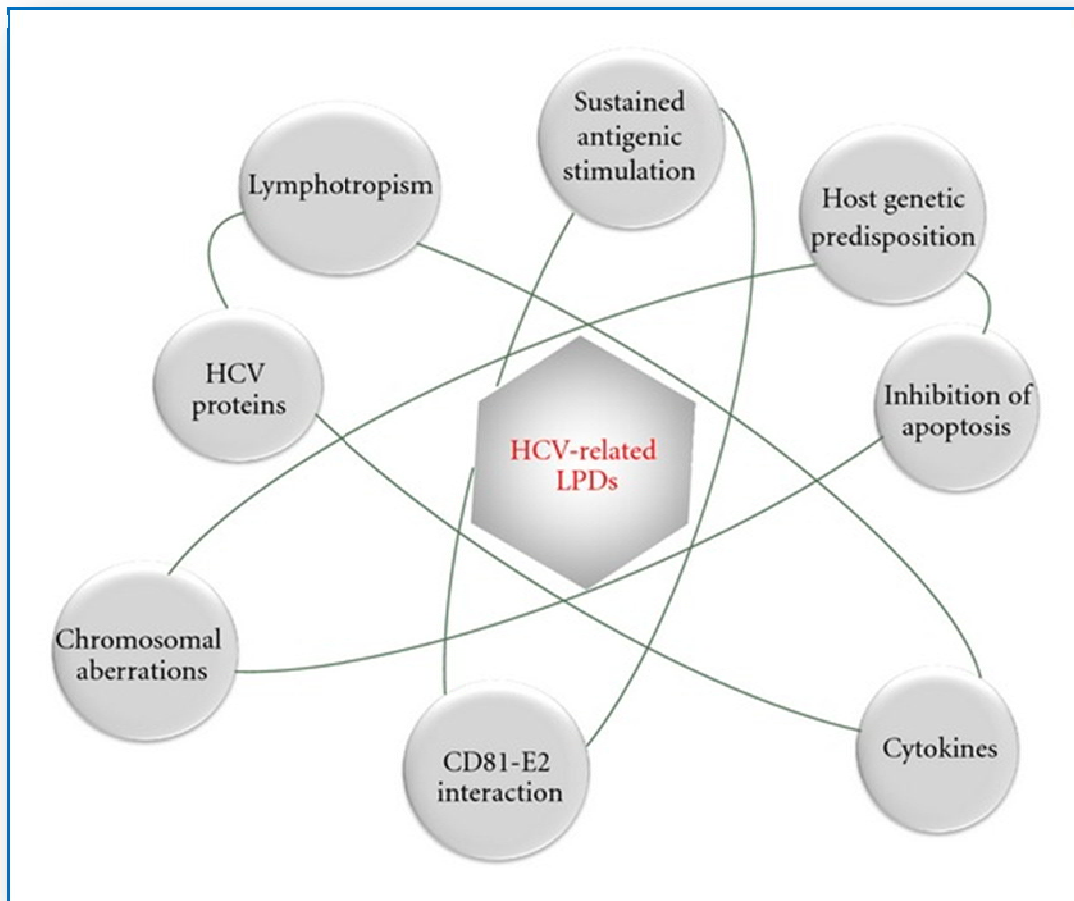 Sustained
antigenic
stimulation
Lymphotropism
Host genetic
predisposition
HCV
proteins
Inhibition of
apoptosis
HCV-related
LPDs
Chromosomal
aberrations
CD81-E2
interaction
Cytokines